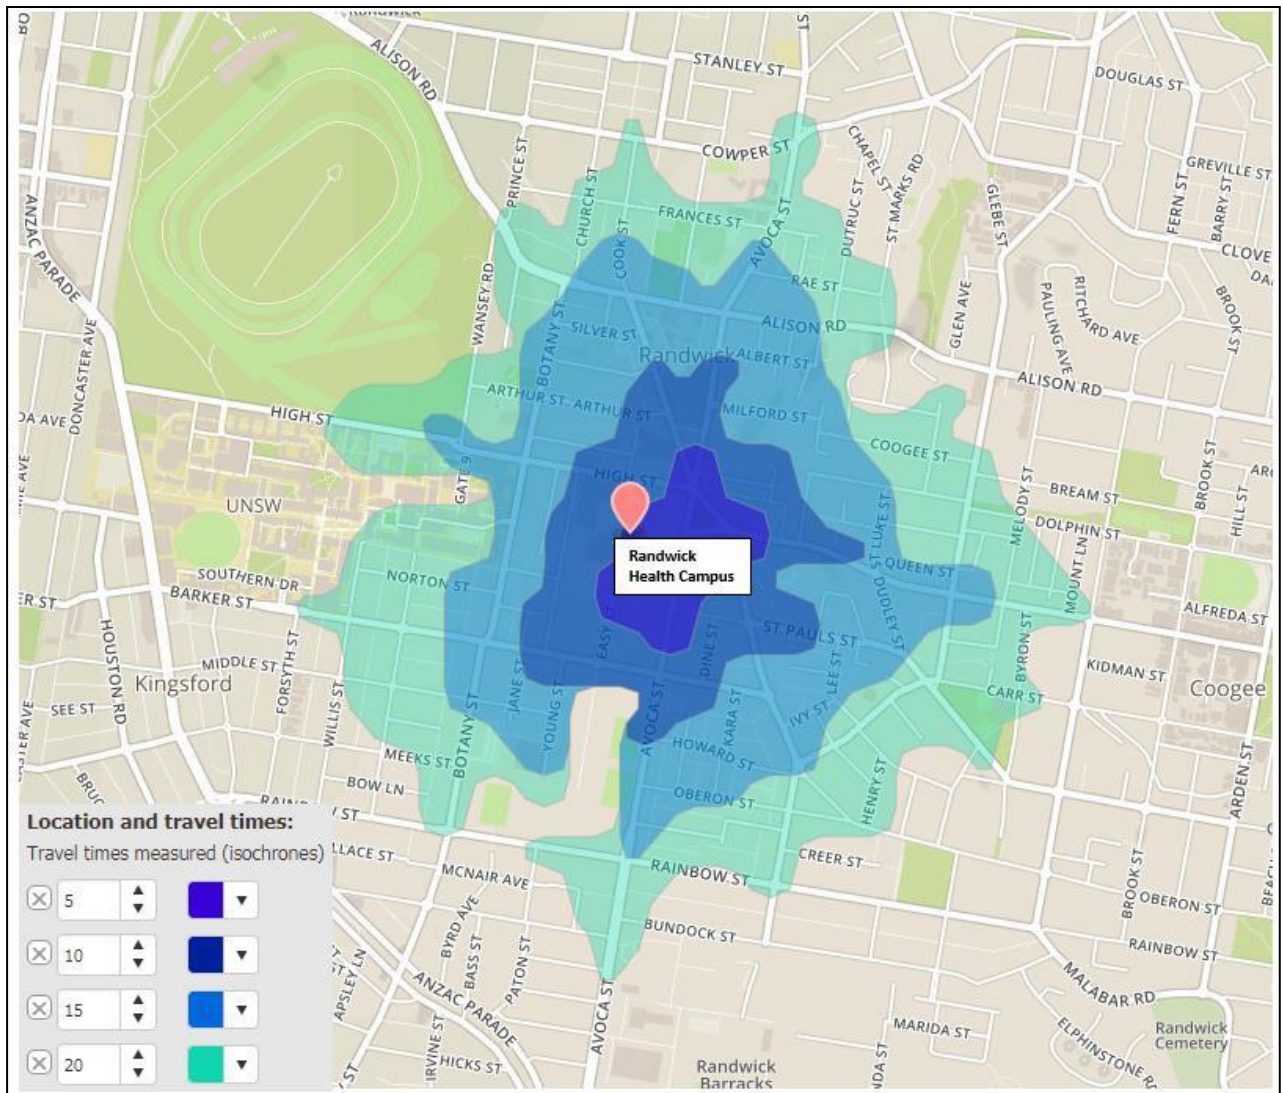 Randwick
ALISON RD
ST
STANLEY ST
DOUGLAS ST
COWPER ST
CHAPEL ST
ST MARKS RD
GREVILLE ST
PRINCE ST
CHURCH ST
FRANCES ST
AVOCA ST
DUTRUC ST
GLEBE ST
FERN ST
BARRY ST
ANZAC PARADE
COOK ST
CLOVE
WANSEY RD
RAE ST
GLEN AVE
PAULING AVE
RITCHARD AVE
BROOK ST
DONCASTER AVE
BOTANY ST
SILVER ST
ALISON RD
Randwick
ALBERT ST
ALISON RD
ARTHUR ST
ARTHUR ST
MILFORD ST
HIGH ST
DA AVE
COOGEE ST
GATE 9
HIGH ST
BREAM ST
BROOK ST
HILL ST
UNSW
MELODY ST
DOLPHIN ST
ST LUKE ST
Randwick
Health Campus
QUEEN ST
MOUNT LN
SOUTHERN DR
NORTON ST
BARKER ST
ER ST
DUDLEY ST
ALFREDA ST
HOUSTON RD
MIDDLE ST
FORSYTH ST
EASY
DINE ST
ST PAULS ST
BYRON ST
KIDMAN ST
Kingsford
LEE ST
CARR ST
Coogee
SEE ST
WILLIS ST
JANE ST
YOUNG ST
AVOCA ST
KARA ST
IVY ST
BOTANY ST
MEEKS ST
HOWARD ST
BOW LN
OBERON ST
HENRY ST
ARDEN ST
Location and travel times:
Travel times measured (isochrones)
5
10
15
20
MCNAIR AVE
RAINBOW ST
CREER ST
BYRD AVE
BASS ST
PATON ST
BUNDOCK ST
BROOK ST
OBERON ST
RAINBOW ST
APSLEY LN
ANZAC PARADE
AVOCA ST
MALABAR RD
MARIDA ST
ELPHINSTONE R
Randwick
Cemetery
IRVINE ST
HICKS ST
NDA ST
Randwick
Barracks